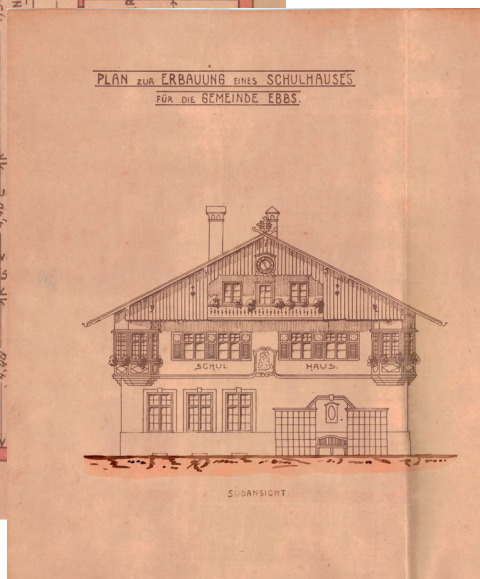 PLAN ZUR ERBAUUNG EINES SCHULHAUSES
FÜR DIE GEMEINDE EBBS.
SCHUL HAUS.
SÜDANSICHT.